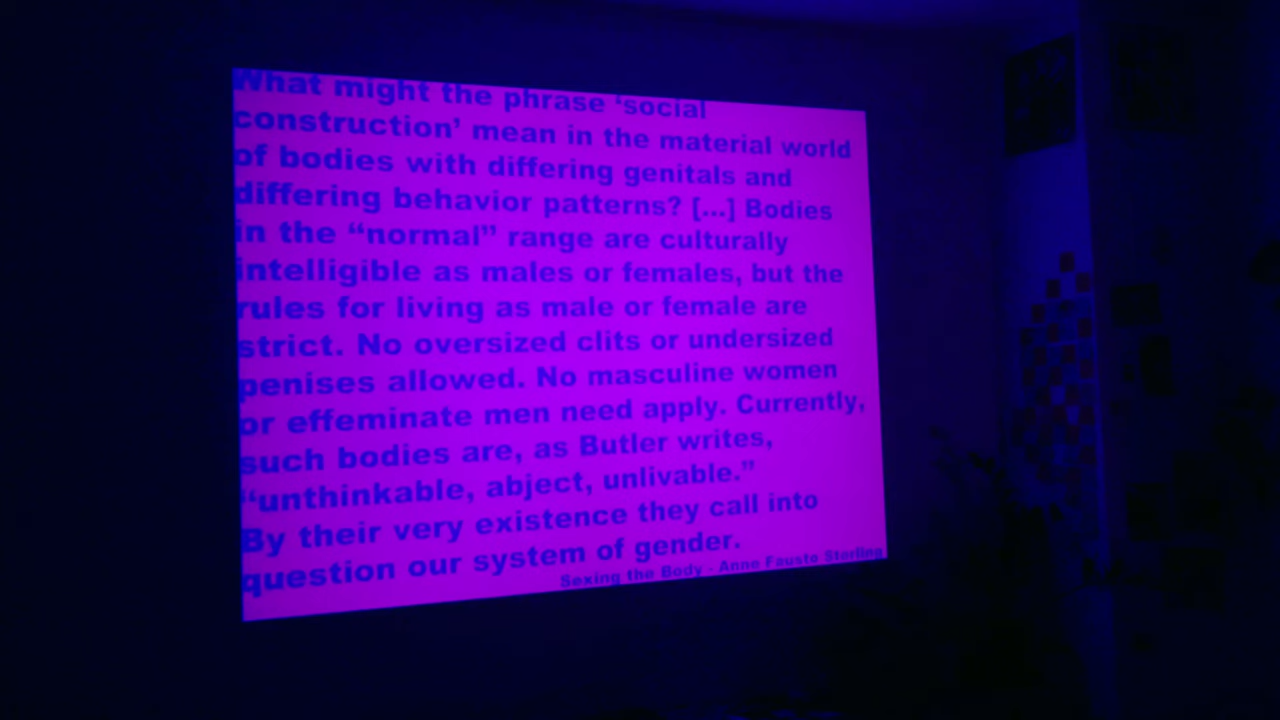 What might the phrase ‘social
construction’ mean in the material world
of bodies with differing genitals and
differing behavior patterns? [...] Bodies
in the “normal” range are culturally
intelligible as males or females, but the
rules for living as male or female are
strict. No oversized clits or undersized
penises allowed. No masculine women
or effeminate men need apply. Currently,
such bodies are, as Butler writes,
“unthinkable, abject, unlivable.”
By their very existence they call into
question our system of gender.
Sexing the Body - Anne Fausto Sterling